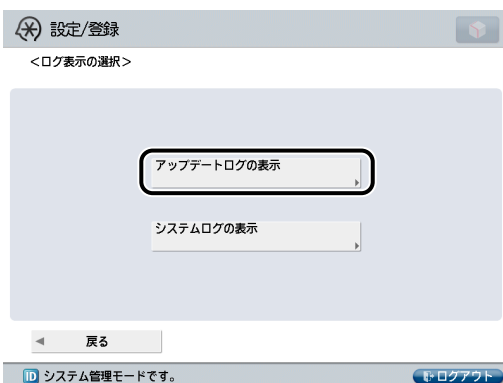 設定/登録
＜ログ表示の選択＞
アップデートログの表示
システムログの表示
戻る
ID システム管理モードです。
ログアウト